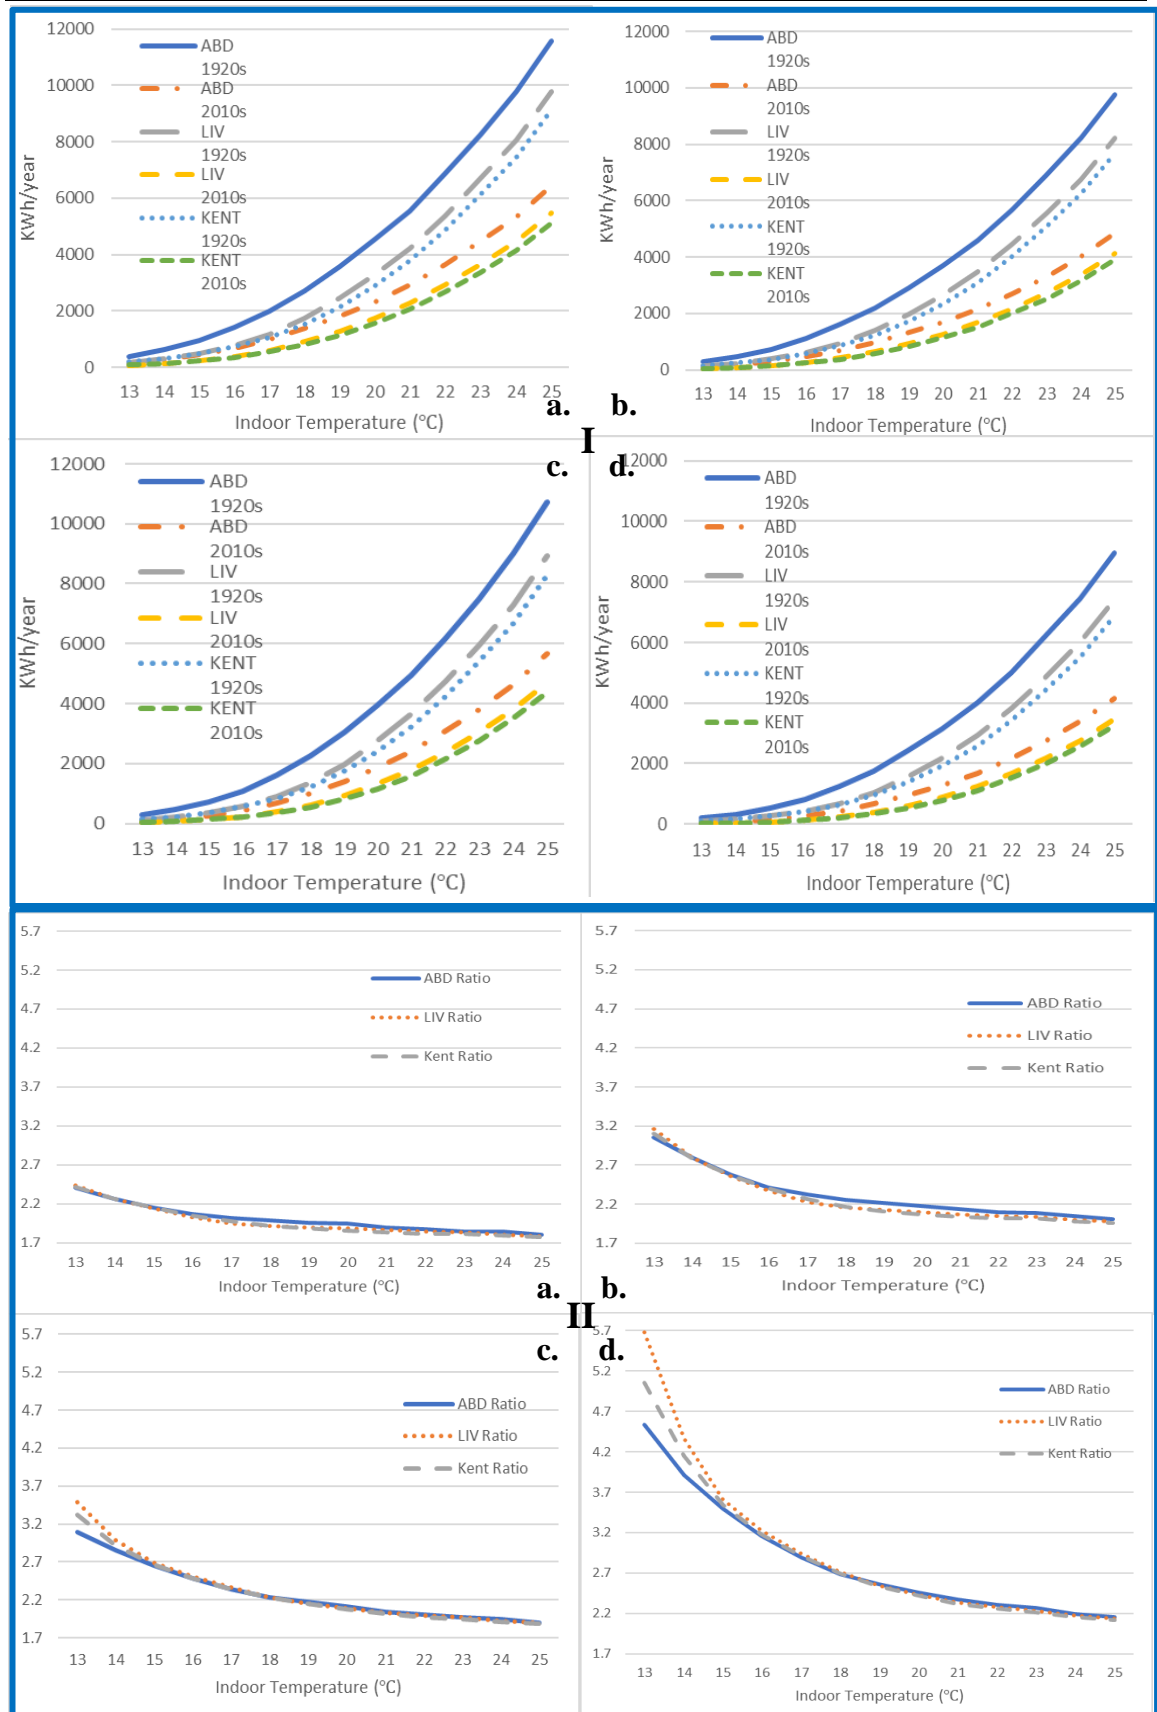 12000
10000
8000
6000
4000
2000
0
KWh/year
ABD
1920s
ABD
2010s
LIV
1920s
LIV
2010s
KENT
1920s
KENT
2010s
13 14 15 16 17 18 19 20 21 22 23 24 25
Indoor Temperature (°C)
a.
12000
10000
8000
6000
4000
2000
0
KWh/year
ABD
1920s
ABD
2010s
LIV
1920s
LIV
2010s
KENT
1920s
KENT
2010s
13 14 15 16 17 18 19 20 21 22 23 24 25
Indoor Temperature (°C)
b.
I
c.
12000
10000
8000
6000
4000
2000
0
KWh/year
ABD
1920s
ABD
2010s
LIV
1920s
LIV
2010s
KENT
1920s
KENT
2010s
13 14 15 16 17 18 19 20 21 22 23 24 25
Indoor Temperature (°C)
d.
12000
10000
8000
6000
4000
2000
0
KWh/year
ABD
1920s
ABD
2010s
LIV
1920s
LIV
2010s
KENT
1920s
KENT
2010s
13 14 15 16 17 18 19 20 21 22 23 24 25
Indoor Temperature (°C)
5.7
5.2
4.7
4.2
3.7
3.2
2.7
2.2
1.7
ABD Ratio
LIV Ratio
Kent Ratio
13 14 15 16 17 18 19 20 21 22 23 24 25
Indoor Temperature (°C)
a.
5.7
5.2
4.7
4.2
3.7
3.2
2.7
2.2
1.7
ABD Ratio
LIV Ratio
Kent Ratio
13 14 15 16 17 18 19 20 21 22 23 24 25
Indoor Temperature (°C)
b.
II
c.
5.7
5.2
4.7
4.2
3.7
3.2
2.7
2.2
1.7
ABD Ratio
LIV Ratio
Kent Ratio
13 14 15 16 17 18 19 20 21 22 23 24 25
Indoor Temperature (°C)
d.
5.7
5.2
4.7
4.2
3.7
3.2
2.7
2.2
1.7
ABD Ratio
LIV Ratio
Kent Ratio
13 14 15 16 17 18 19 20 21 22 23 24 25
Indoor Temperature (°C)